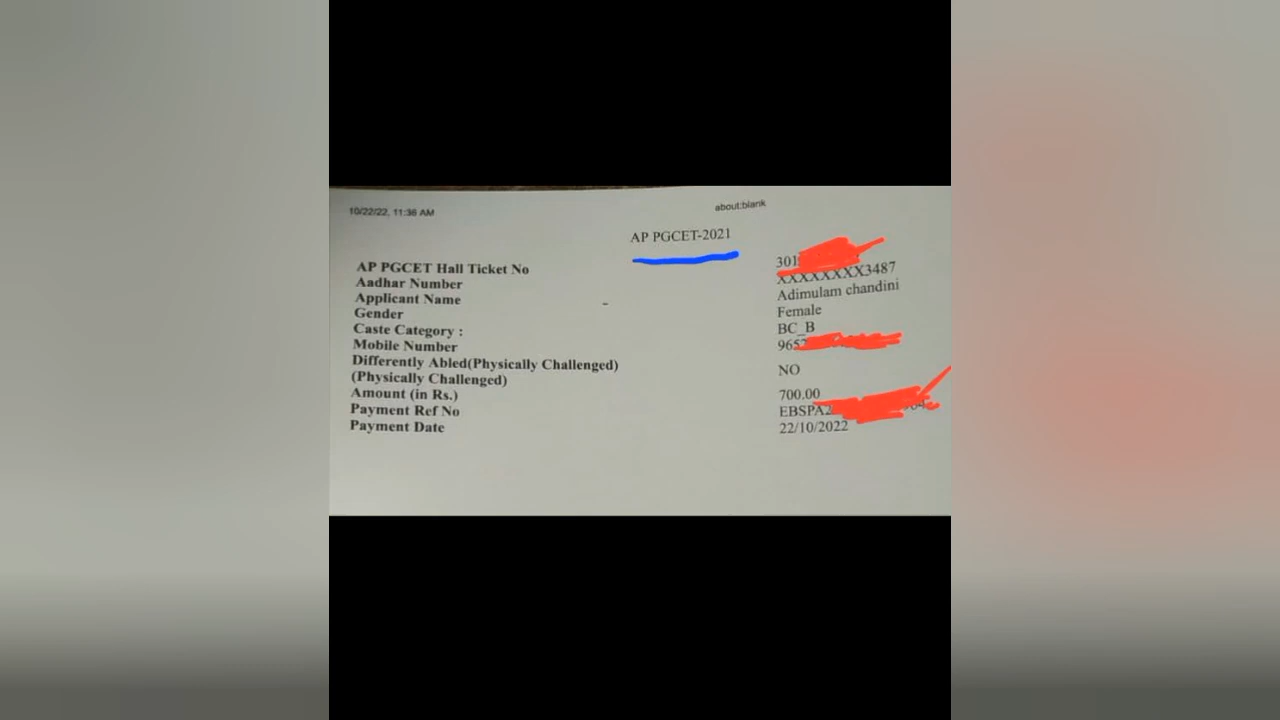 10/22/22, 11:36 AM
about:blank
AP PGCET-2021
AP PGCET Hall Ticket No 301
Aadhar Number XXXXXXXX3487
Applicant Name Adimulam chandini
Gender Female
Caste Category : BC_B
Mobile Number 965
Differently Abled(Physically Challenged) NO
(Physically Challenged)
Amount (in Rs.) 700.00
Payment Ref No EBSPA2
Payment Date 22/10/2022